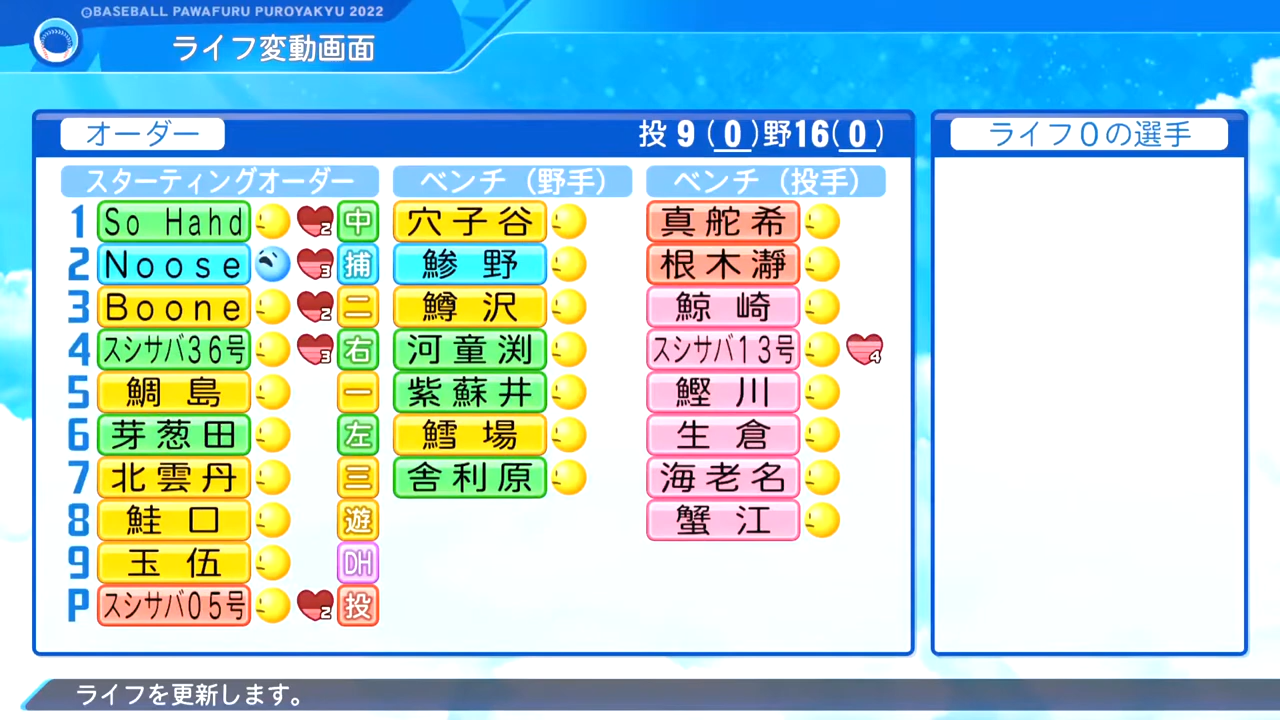 ©BASEBALL PAWAFURU PUROYAKYU 2022
ライフ変動画面
オーダー 投9(0)野16(0)
ライフ0の選手
スターティングオーダー ベンチ(野手) ベンチ(投手)
1 So Hahd 2 中 穴子谷 真舵希
2 Noose 3 捕 鯵野 根木瀞
3 Boone 2 二 鱒沢 鯨崎
4 スシサバ36号 3 右 河童渕 スシサバ13号 4
5 鯛島 一 紫蘇井 鰹川
6 芽葱田 左 鱈場 生倉
7 北雲丹 三 舎利原 海老名
8 鮭口 遊 蟹江
9 玉伍 DH
P スシサバ05号 2 投
ライフを更新します。